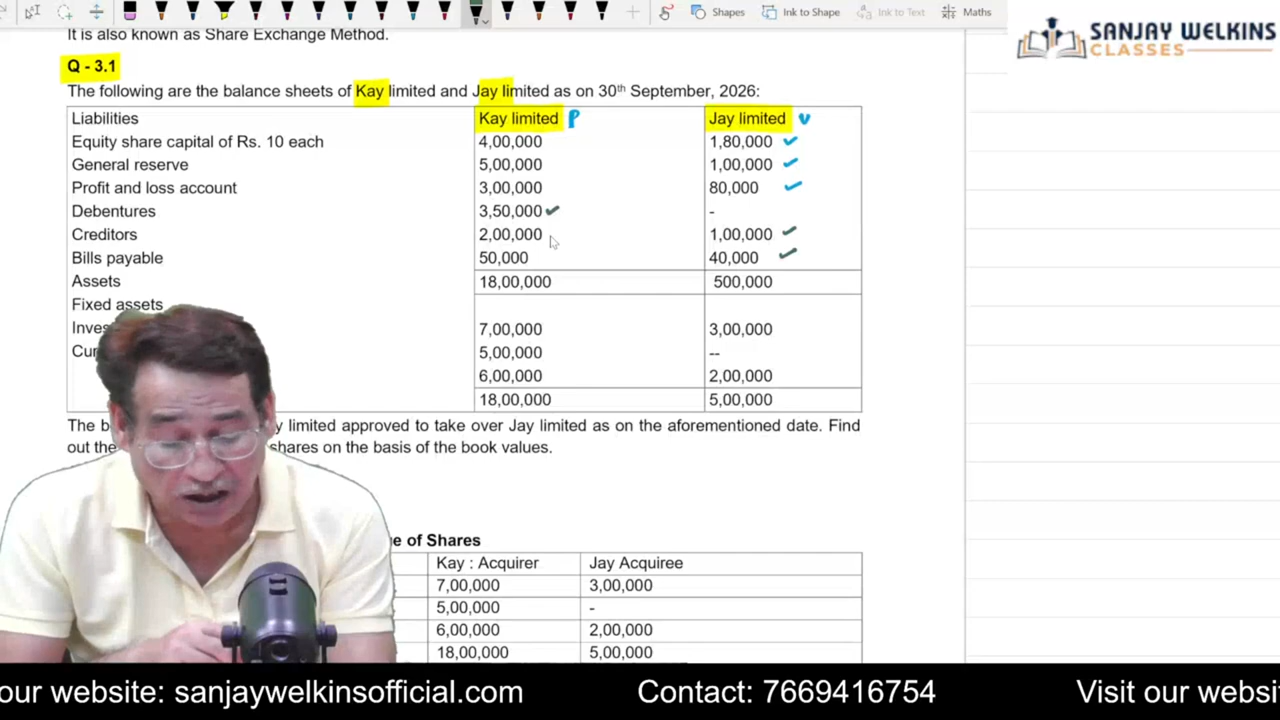 Shapes Ink to Shape Ink to Text Maths
SANJAY WELKINS
CLASSES
It is also known as Share Exchange Method.
Q - 3.1
The following are the balance sheets of Kay limited and Jay limited as on 30th September, 2026:
Liabilities Kay limited P Jay limited V
Equity share capital of Rs. 10 each 4,00,000 1,80,000
General reserve 5,00,000 1,00,000
Profit and loss account 3,00,000 80,000
Debentures 3,50,000 -
Creditors 2,00,000 1,00,000
Bills payable 50,000 40,000
Assets 18,00,000 500,000
Fixed assets
7,00,000 3,00,000
5,00,000 --
6,00,000 2,00,000
18,00,000 5,00,000
The limited approved to take over Jay limited as on the aforementioned date. Find
out the shares on the basis of the book values.
of Shares
Kay : Acquirer Jay Acquiree
7,00,000 3,00,000
5,00,000 -
6,00,000 2,00,000
18,00,000 5,00,000
our website: sanjaywelkinsofficial.com Contact: 7669416754 Visit our websi